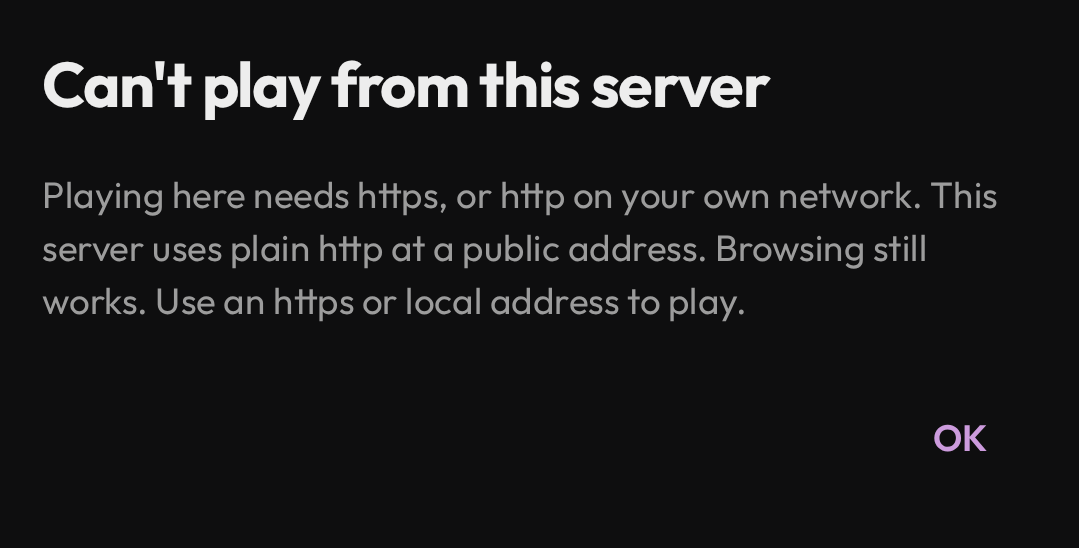 Can't play from this server
Playing here needs https, or http on your own network. This
server uses plain http at a public address. Browsing still
works. Use an https or local address to play.
OK